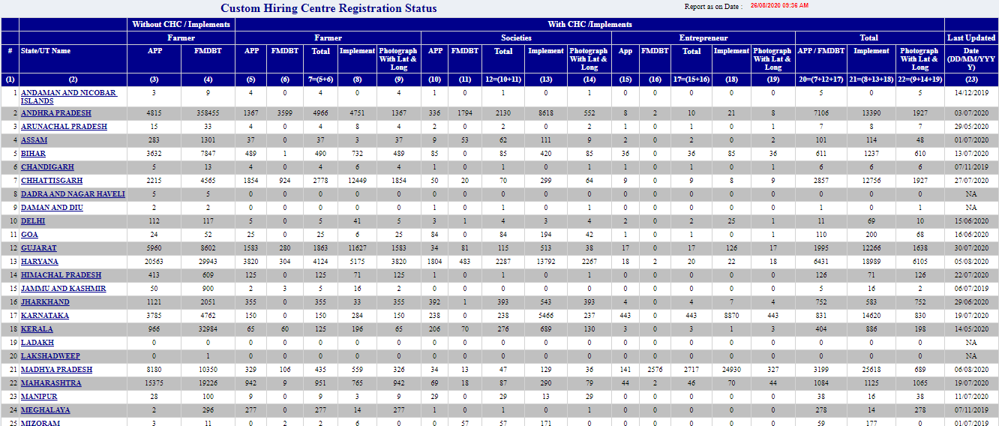 Custom Hiring Centre Registration Status Report as on Date : 26/08/2020 09:36 AM
Without CHC / Implements With CHC /Implements
Farmer Farmer Societies Entrepreneur Total Last Updated
# State/UT Name APP FMDBT APP FMDBT Total Implement Photograph With Lat & Long APP FMDBT Total Implement Photograph With Lat & Long App FMDBT Total Implement Photograph With Lat & Long APP / FMDBT Implement Photograph With Lat & Long Date (DD/MM/YYYY)
(1) (2) (3) (4) (5) (6) 7=(5+6) (8) (9) (10) (11) 12=(10+11) (13) (14) (15) (16) 17=(15+16) (18) (19) 20=(7+12+17) 21=(8+13+18) 22=(9+14+19) (23)
1 ANDAMAN AND NICOBAR ISLANDS 3 9 4 0 4 0 4 1 0 1 0 1 0 0 0 0 0 5 0 5 14/12/2019
2 ANDHRA PRADESH 4815 358455 1367 3599 4966 4751 1367 336 1794 2130 8618 552 8 2 10 21 8 7106 13390 1927 03/07/2020
3 ARUNACHAL PRADESH 15 33 4 0 4 8 4 2 0 2 0 2 1 0 1 0 1 7 8 7 29/05/2020
4 ASSAM 283 1301 37 0 37 3 37 9 53 62 111 9 2 0 2 0 2 101 114 48 01/07/2020
5 BIHAR 3632 7847 489 1 490 732 489 85 0 85 420 85 36 0 36 85 36 611 1237 610 13/07/2020
6 CHANDIGARH 5 13 4 0 4 6 4 1 0 1 0 1 1 0 1 0 1 6 6 6 07/11/2019
7 CHHATTISGARH 2215 4565 1854 924 2778 12449 1854 50 20 70 299 64 9 0 9 8 9 2857 12756 1927 27/07/2020
8 DADRA AND NAGAR HAVELI 5 5 0 0 0 0 0 0 0 0 0 0 0 0 0 0 0 0 0 0 NA
9 DAMAN AND DIU 2 2 0 0 0 0 0 1 0 1 0 1 0 0 0 0 0 1 0 1 NA
10 DELHI 112 117 5 0 5 41 5 3 1 4 3 4 2 0 2 25 1 11 69 10 15/06/2020
11 GOA 24 52 25 0 25 6 25 84 0 84 194 42 1 0 1 0 1 110 200 68 16/06/2020
12 GUJARAT 5960 8602 1583 280 1863 11627 1583 34 81 115 513 38 17 0 17 126 17 1995 12266 1638 30/07/2020
13 HARYANA 20563 29943 3820 304 4124 5175 3820 1804 483 2287 13792 2267 18 2 20 22 18 6431 18989 6105 05/08/2020
14 HIMACHAL PRADESH 413 609 125 0 125 71 125 1 0 1 0 1 0 0 0 0 0 126 71 126 22/07/2020
15 JAMMU AND KASHMIR 50 900 2 3 5 16 2 0 0 0 0 0 0 0 0 0 0 5 16 2 06/07/2019
16 JHARKHAND 1121 2051 355 0 355 33 355 392 1 393 543 393 4 0 4 7 4 752 583 752 29/06/2020
17 KARNATAKA 3785 4762 150 0 150 284 150 238 0 238 5466 237 443 0 443 8870 443 831 14620 830 19/07/2020
18 KERALA 966 32984 65 60 125 196 65 206 70 276 689 130 3 0 3 1 3 404 886 198 14/05/2020
19 LADAKH 0 0 0 0 0 0 0 0 0 0 0 0 0 0 0 0 0 0 0 0 NA
20 LAKSHADWEEP 0 1 0 0 0 0 0 0 0 0 0 0 0 0 0 0 0 0 0 0 NA
21 MADHYA PRADESH 8180 10350 329 106 435 559 326 34 13 47 129 36 141 2576 2717 24930 327 3199 25618 689 06/08/2020
22 MAHARASHTRA 15375 19226 942 9 951 765 942 69 18 87 290 79 44 2 46 70 44 1084 1125 1065 19/07/2020
23 MANIPUR 28 100 9 0 9 3 9 29 0 29 13 29 0 0 0 0 0 38 16 38 11/07/2020
24 MEGHALAYA 2 296 277 0 277 14 277 1 0 1 0 1 0 0 0 0 0 278 14 278 07/11/2019
25 MIZORAM 3 11 0 2 2 6 0 0 57 57 171 0 0 0 0 0 0 59 177 0 01/07/2019